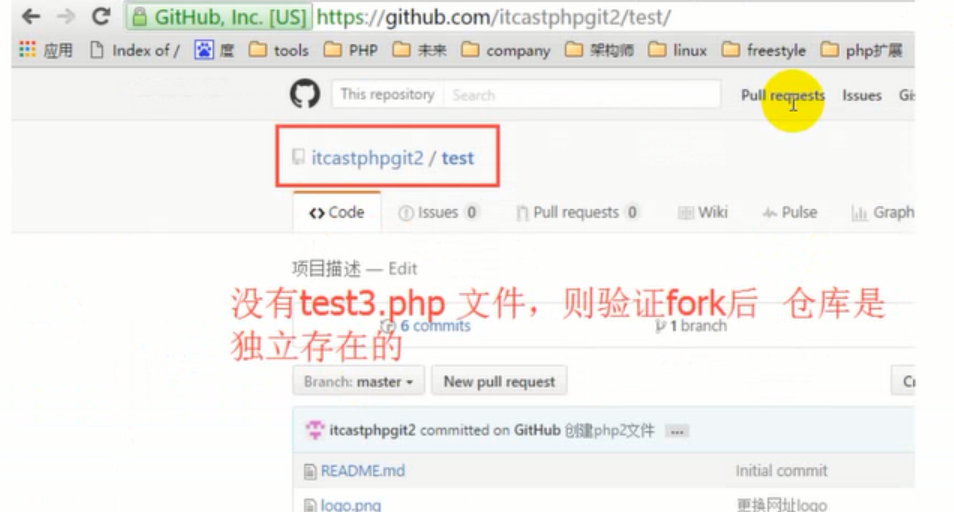 GitHub, Inc. [US] https://github.com/itcastphpgit2/test/
应用 Index of / 度 tools PHP 未来 company 架构师 linux freestyle php扩展
This repository Search Pull requests Issues Gis
itcastphpgit2 / test
Code Issues 0 Pull requests 0 Wiki Pulse Graph
项目描述 — Edit
没有test3.php 文件，则验证fork后 仓库是
6 commits 1 branch
独立存在的
Branch: master New pull request
itcastphpgit2 committed on GitHub 创建php2文件 ...
README.md Initial commit
logo.png 更换网址logo